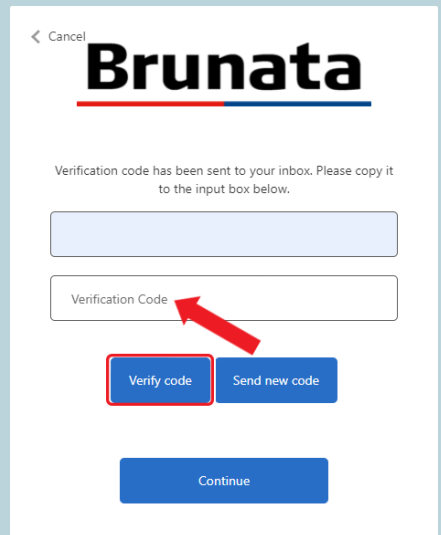 Cancel
Brunata
Verification code has been sent to your inbox. Please copy it
to the input box below.
Verification Code
Verify code
Send new code
Continue